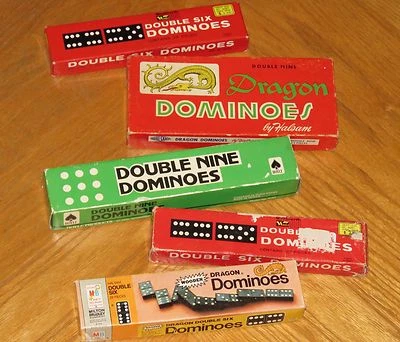 DOUBLE SIX
DOMINOES
DOUBLE SIX DOMINOES
DOUBLE NINE
Dragon
DOMINOES
by Halsam
DRAGON DOMINOES
DOUBLE NINE
DOMINOES
DOUBLE NINE
DOMINOES
DOUBLE
DOMINOES
DOUBLE SIX DOMINOES
DOUBLE
SIX
WOODEN
DRAGON
Dominoes
MB
MILTON
BRADLEY
DRAGON DOUBLE SIX
Dominoes